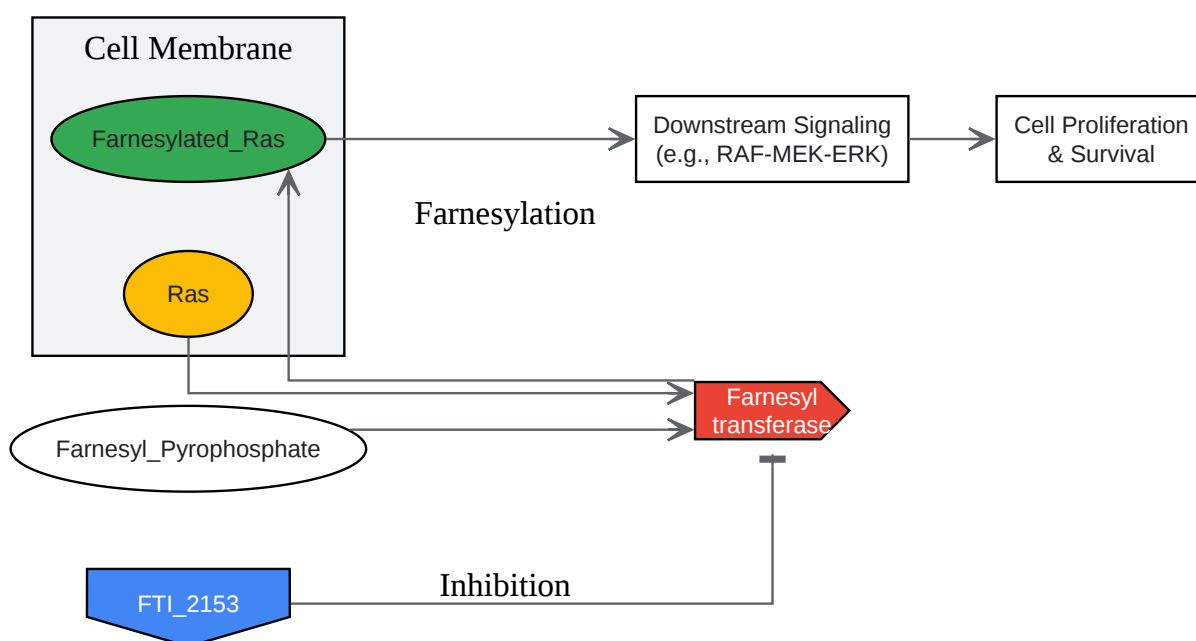 Cell Membrane
Farnesylated_Ras
Downstream Signaling
(e.g., RAF-MEK-ERK)
Cell Proliferation
& Survival
Farnesylation
Ras
Farnesyl
transferase
Farnesyl_Pyrophosphate
Inhibition
FTI_2153